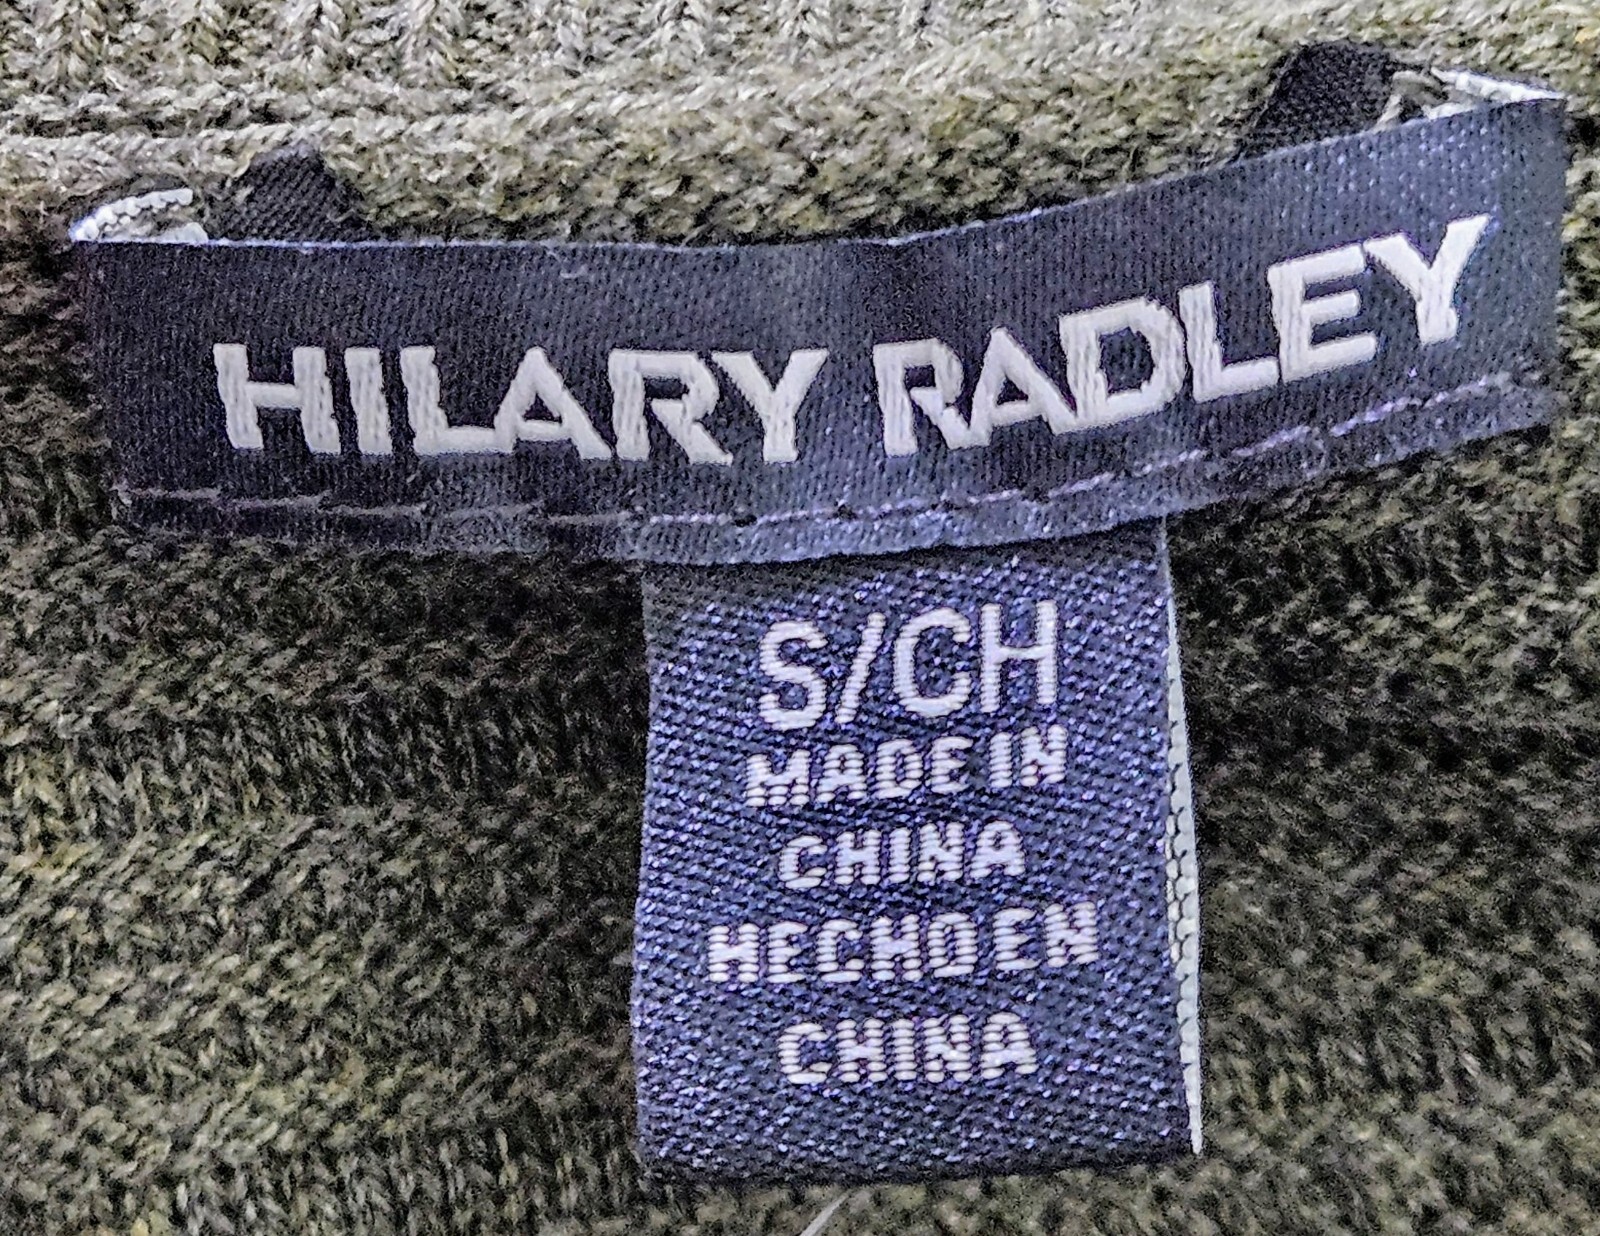 HILARY RADLEY
S/CH
MADE IN
CHINA
HECHO EN
CHINA